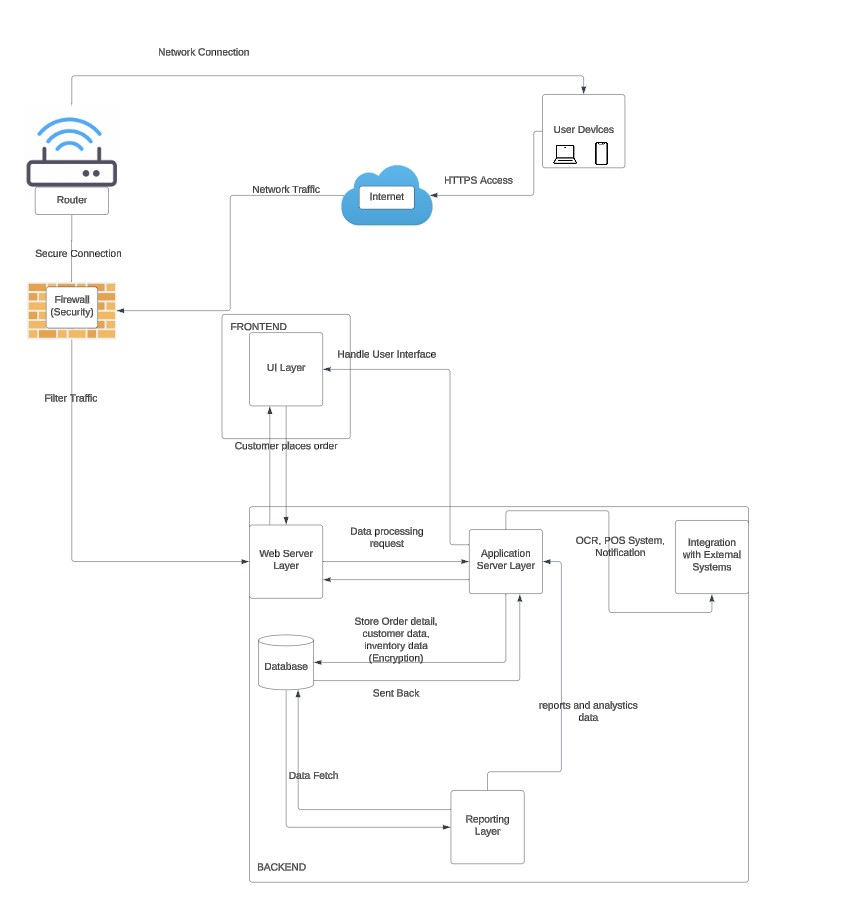 Network Connection
User Devices
HTTPS Access
Network Traffic
Internet
Router
Secure Connection
Firewall
(Security)
FRONTEND
UI Layer
Handle User Interface
Filter Traffic
Customer places order
Web Server
Layer
Data processing
request
Application
Server Layer
OCR, POS System,
Notification
Integration
with External
Systems
Store Order detail,
customer data,
inventory data
(Encryption)
Database
Sent Back
reports and analystics
data
Data Fetch
Reporting
Layer
BACKEND